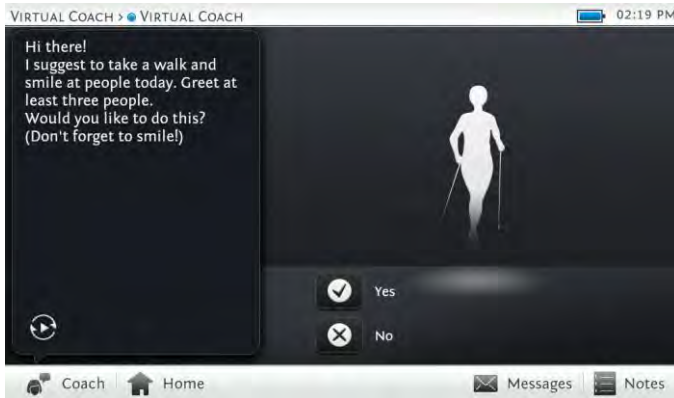 VIRTUAL COACH > VIRTUAL COACH
02:19 PM
Hi there!
I suggest to take a walk and
smile at people today. Greet at
least three people.
Would you like to do this?
(Don't forget to smile!)
Yes
No
Coach
Home
Messages
Notes